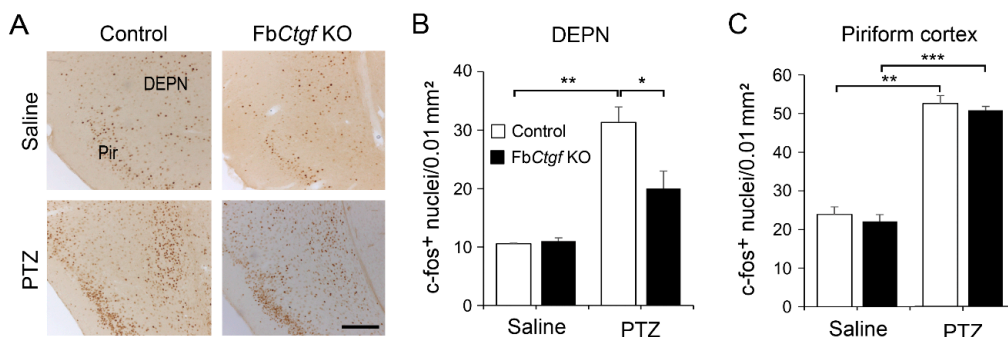 A
Control
FbCtgf KO
Saline
DEPN
Pir
PTZ
B
DEPN
c-fos⁺ nuclei/0.01 mm²
40
30
20
10
0
**
*
Control
FbCtgf KO
Saline
PTZ
C
Piriform cortex
c-fos⁺ nuclei/0.01 mm²
60
50
40
30
20
10
0
***
**
Saline
PTZ